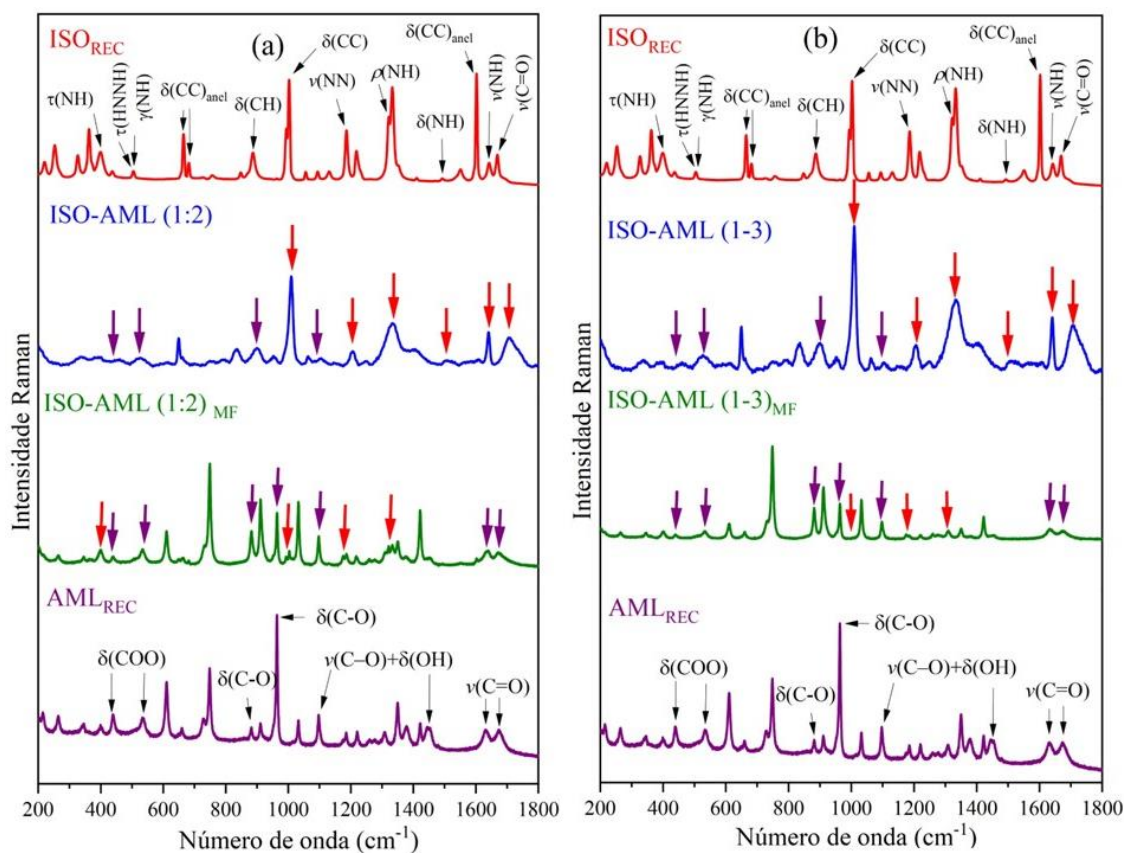 (a)
ISO_REC
τ(NH)
τ(HNNH)
γ(NH)
δ(CC)_anel
δ(CH)
δ(CC)
ν(NN)
ρ(NH)
δ(NH)
δ(CC)_anel
ν(NH)
ν(C=O)
ISO-AML (1:2)
ISO-AML (1:2) _MF
AML_REC
δ(COO)
δ(C-O)
δ(C-O)
ν(C–O)+δ(OH)
ν(C=O)
Intensidade Raman
200 400 600 800 1000 1200 1400 1600 1800
Número de onda (cm⁻¹)
(b)
ISO_REC
τ(NH)
τ(HNNH)
γ(NH)
δ(CC)_anel
δ(CH)
δ(CC)
ν(NN)
ρ(NH)
δ(NH)
δ(CC)_anel
ν(NH)
ν(C=O)
ISO-AML (1-3)
ISO-AML (1-3)_MF
AML_REC
δ(COO)
δ(C-O)
δ(C-O)
ν(C–O)+δ(OH)
ν(C=O)
Intensidade Raman
200 400 600 800 1000 1200 1400 1600 1800
Número de onda (cm⁻¹)